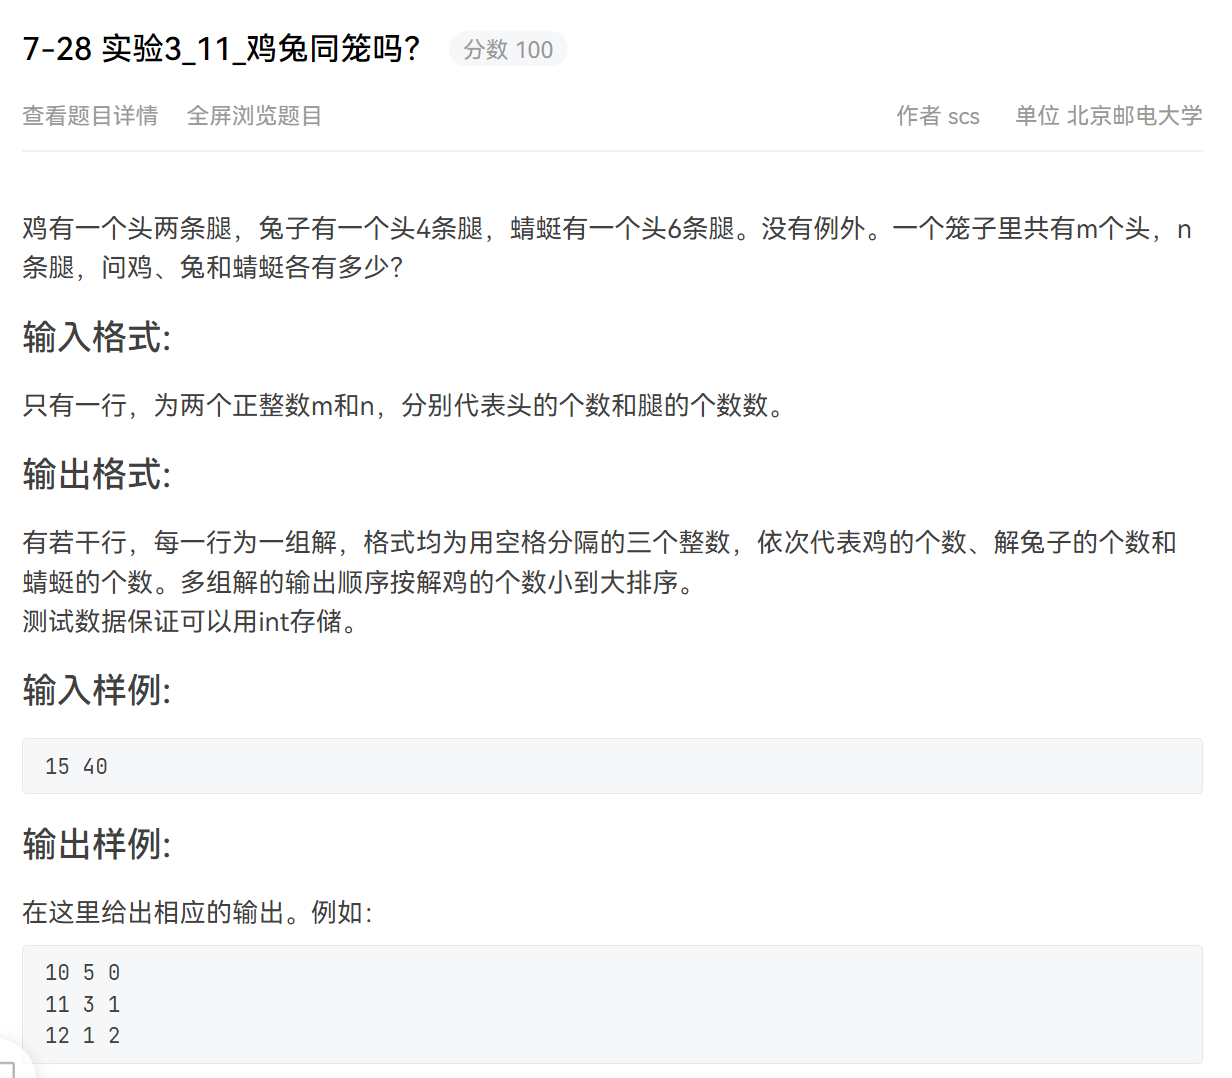 7-28 实验3_11_鸡兔同笼吗？ 分数 100
查看题目详情 全屏浏览题目 作者 scs 单位 北京邮电大学
鸡有一个头两条腿，兔子有一个头4条腿，蜻蜓有一个头6条腿。没有例外。一个笼子里共有m个头，n
条腿，问鸡、兔和蜻蜓各有多少？
输入格式:
只有一行，为两个正整数m和n，分别代表头的个数和腿的个数数。
输出格式:
有若干行，每一行为一组解，格式均为用空格分隔的三个整数，依次代表鸡的个数、解兔子的个数和
蜻蜓的个数。多组解的输出顺序按解鸡的个数小到大排序。
测试数据保证可以用int存储。
输入样例:
15 40
输出样例:
在这里给出相应的输出。例如：
10 5 0
11 3 1
12 1 2